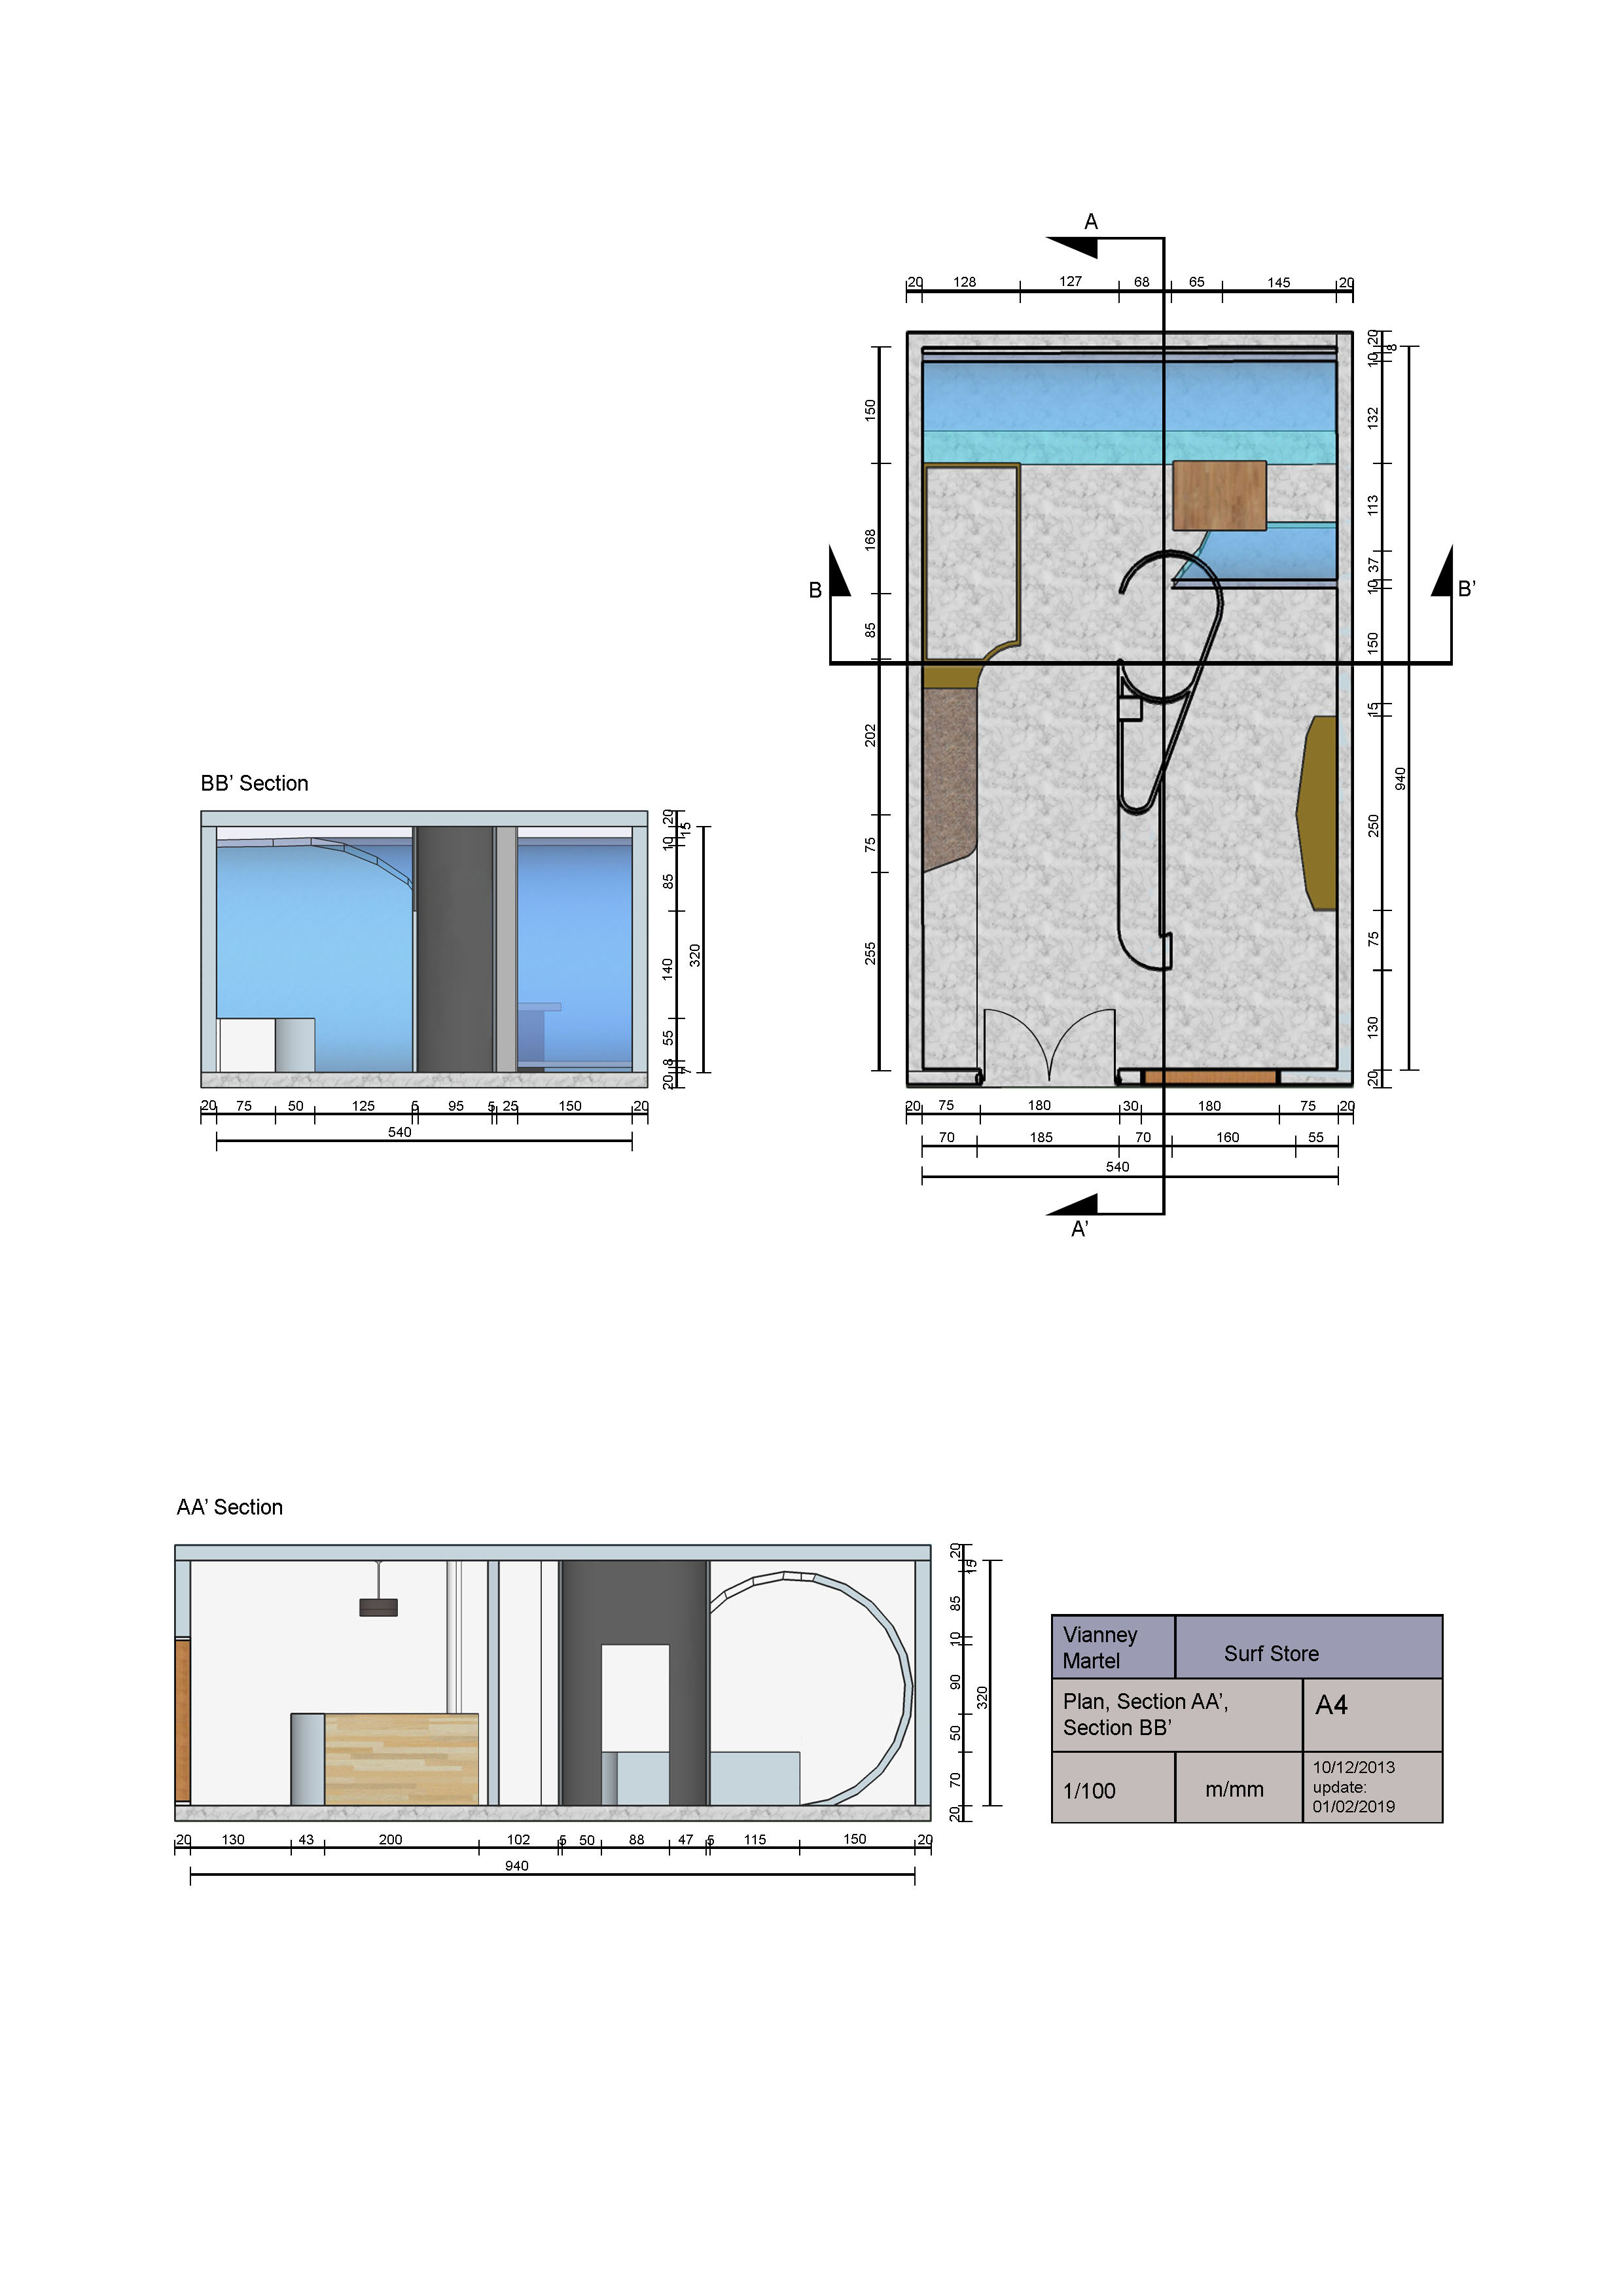 A
20 128 127 68 65 145 20
20
8
10
150
132
113
168
37
B
B'
10
85
150
15
202
940
250
75
75
255
130
20
20 75 180 30 180 75 20
70 185 70 160 55
540
A'
BB' Section
20
15
10
85
140
320
55
8
7
20
20 75 50 125 5 95 5 25 150 20
540
AA' Section
20
15
85
10
90
320
50
70
20
20 130 43 200 102 5 50 88 47 5 115 150 20
940
Vianney
Martel
Surf Store
Plan, Section AA',
Section BB'
A4
1/100
m/mm
10/12/2013
update:
01/02/2019